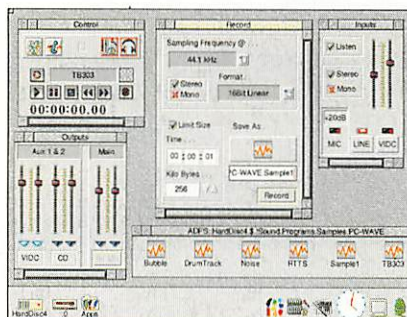 Control
TB303
00:00:00.00
Outputs
Aux 1 & 2
Main
VIDC
CD
Record
Sampling Frequency @ . . .
44.1 kHz
Stereo
Mono
Format . . .
16Bit Linear
Limit Size
Time . . .
00 : 00 : 01
Kilo Bytes . . .
256
Save As . . .
PC-WAVE Sample1
Record
Inputs
Listen
Stereo
Mono
+20dB
MIC
LINE
VIDC
ADFS::HardDisc4.$.!Sound.Programs.Samples.PC-WAVE
Bubble
DrumTrack
Noise
RTTS
Sample1
TB303
HardDisc4
:0
Apps